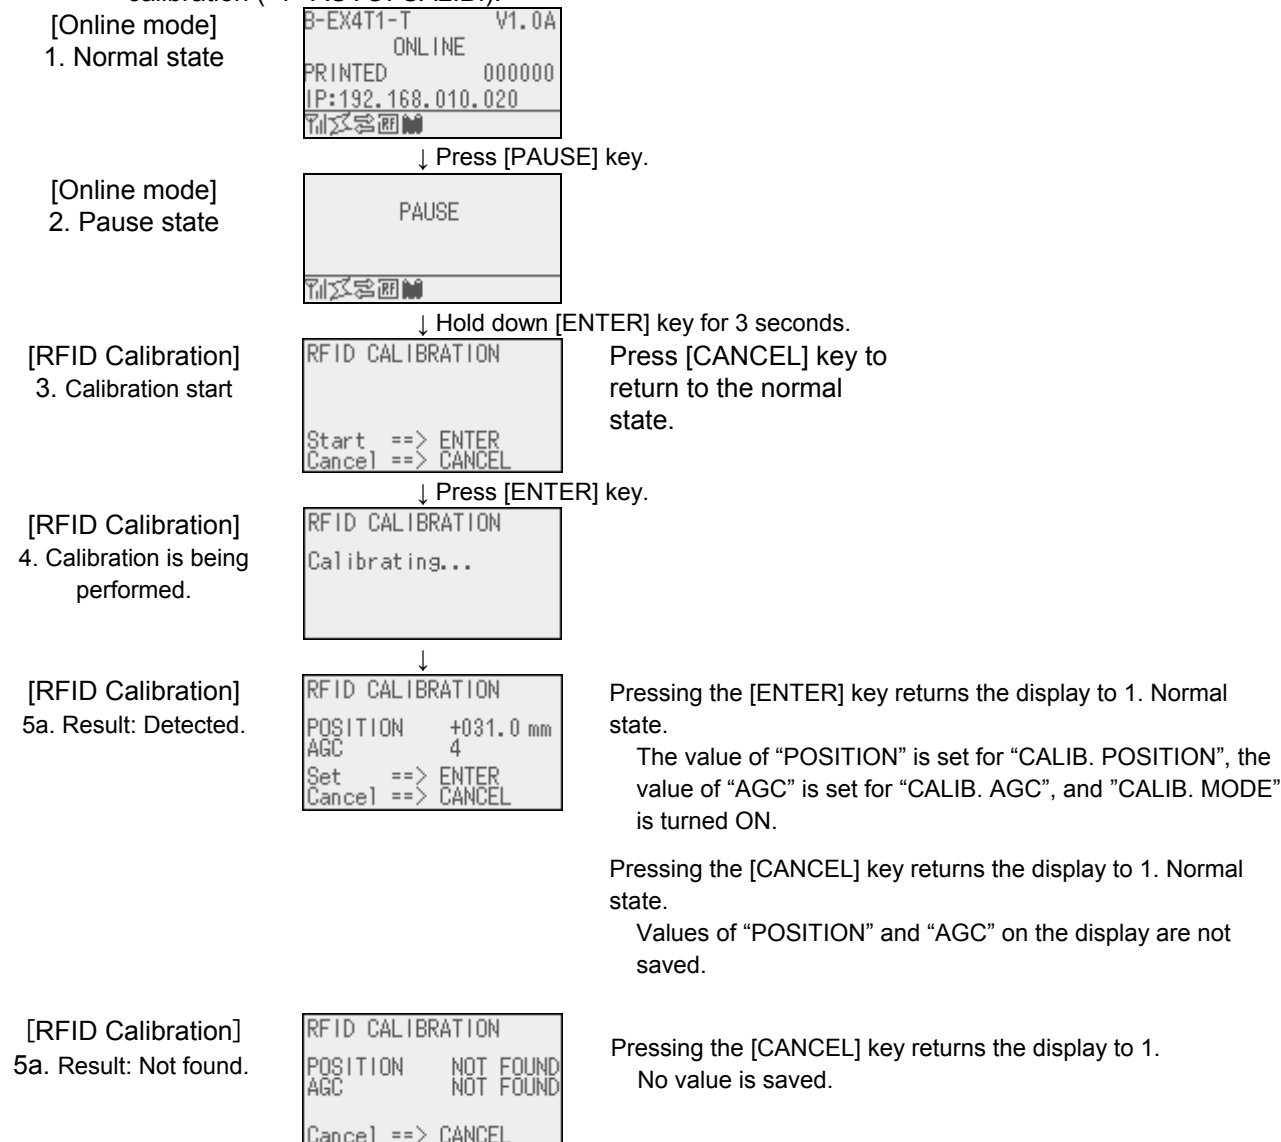 [Online mode]
1. Normal state
B-EX4T1-T V1.0A
ONLINE
PRINTED 000000
IP:192.168.010.020
RF
↓ Press [PAUSE] key.
[Online mode]
2. Pause state
PAUSE
RF
↓ Hold down [ENTER] key for 3 seconds.
[RFID Calibration]
3. Calibration start
RFID CALIBRATION
Start ==> ENTER
Cancel ==> CANCEL
Press [CANCEL] key to
return to the normal
state.
↓ Press [ENTER] key.
[RFID Calibration]
4. Calibration is being
performed.
RFID CALIBRATION
Calibrating...
↓
[RFID Calibration]
5a. Result: Detected.
RFID CALIBRATION
POSITION +031.0 mm
AGC 4
Set ==> ENTER
Cancel ==> CANCEL
Pressing the [ENTER] key returns the display to 1. Normal
state.
The value of “POSITION” is set for “CALIB. POSITION”, the
value of “AGC” is set for “CALIB. AGC”, and ”CALIB. MODE”
is turned ON.
Pressing the [CANCEL] key returns the display to 1. Normal
state.
Values of “POSITION” and “AGC” on the display are not
saved.
[RFID Calibration]
5a. Result: Not found.
RFID CALIBRATION
POSITION NOT FOUND
AGC NOT FOUND
Cancel ==> CANCEL
Pressing the [CANCEL] key returns the display to 1.
No value is saved.